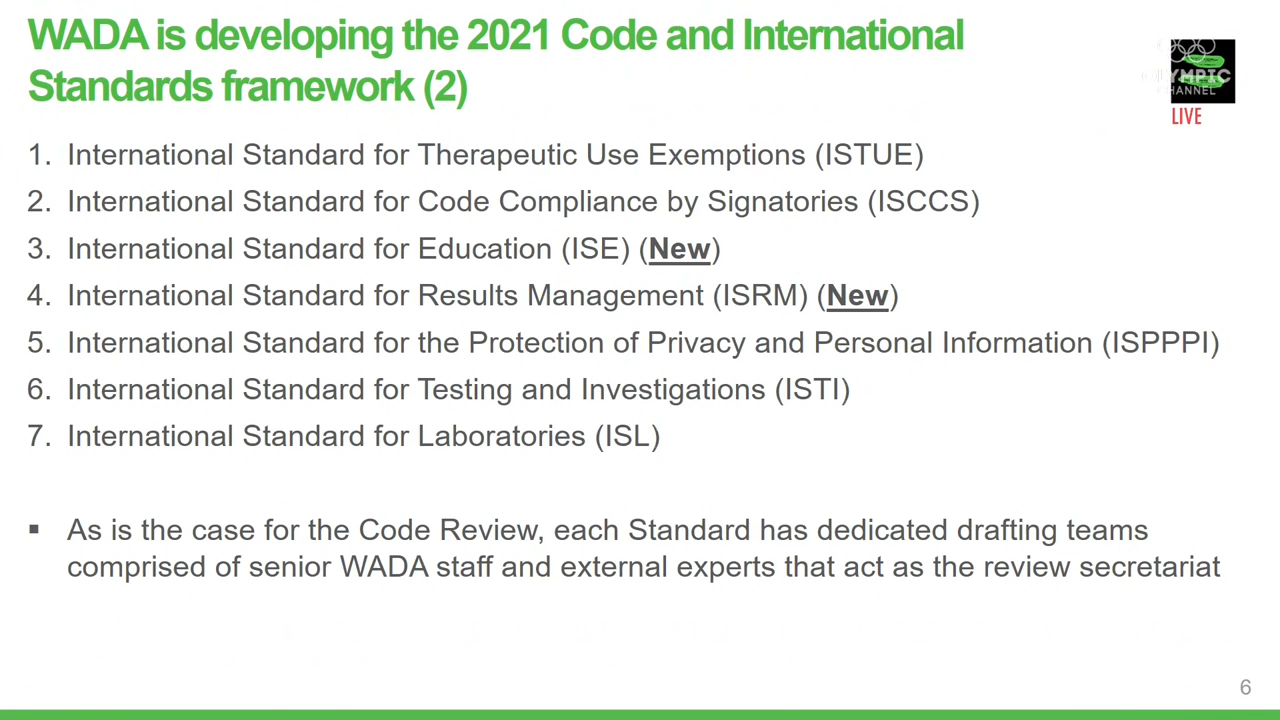 WADA is developing the 2021 Code and International
Standards framework (2)
OLYMPIC
CHANNEL
LIVE
1. International Standard for Therapeutic Use Exemptions (ISTUE)
2. International Standard for Code Compliance by Signatories (ISCCS)
3. International Standard for Education (ISE) (New)
4. International Standard for Results Management (ISRM) (New)
5. International Standard for the Protection of Privacy and Personal Information (ISPPPI)
6. International Standard for Testing and Investigations (ISTI)
7. International Standard for Laboratories (ISL)
▪ As is the case for the Code Review, each Standard has dedicated drafting teams
comprised of senior WADA staff and external experts that act as the review secretariat
6